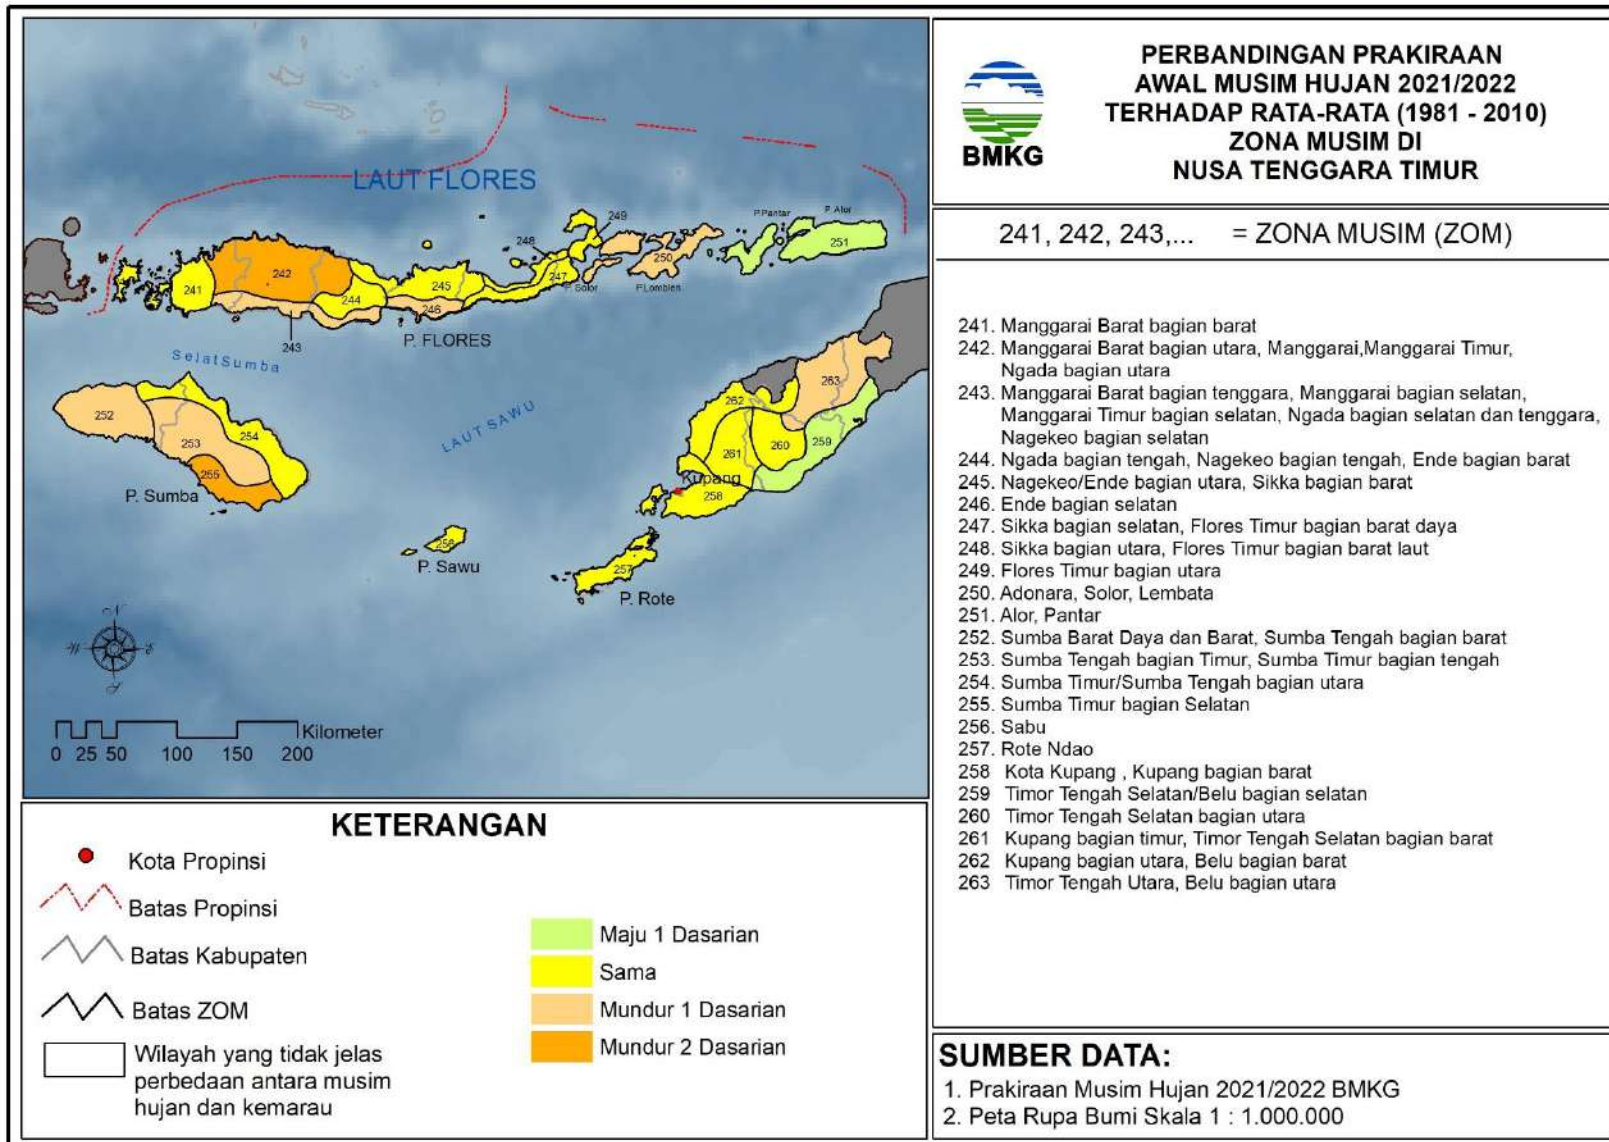 LAUT FLORES
P.Pantar
P. Alor
249
248
251
250
247
P. Solor
P.Lomblen
242
241
245
244
246
P. FLORES
243
Selat Sumba
252
253
254
255
P. Sumba
LAUT SAWU
263
262
259
260
261
Kupang
258
256
P. Sawu
257
P. Rote
N
W
E
S
Kilometer
0 25 50 100 150 200
BMKG
PERBANDINGAN PRAKIRAAN
AWAL MUSIM HUJAN 2021/2022
TERHADAP RATA-RATA (1981 - 2010)
ZONA MUSIM DI
NUSA TENGGARA TIMUR
241, 242, 243,... = ZONA MUSIM (ZOM)
241. Manggarai Barat bagian barat
242. Manggarai Barat bagian utara, Manggarai,Manggarai Timur,
Ngada bagian utara
243. Manggarai Barat bagian tenggara, Manggarai bagian selatan,
Manggarai Timur bagian selatan, Ngada bagian selatan dan tenggara,
Nagekeo bagian selatan
244. Ngada bagian tengah, Nagekeo bagian tengah, Ende bagian barat
245. Nagekeo/Ende bagian utara, Sikka bagian barat
246. Ende bagian selatan
247. Sikka bagian selatan, Flores Timur bagian barat daya
248. Sikka bagian utara, Flores Timur bagian barat laut
249. Flores Timur bagian utara
250. Adonara, Solor, Lembata
251. Alor, Pantar
252. Sumba Barat Daya dan Barat, Sumba Tengah bagian barat
253. Sumba Tengah bagian Timur, Sumba Timur bagian tengah
254. Sumba Timur/Sumba Tengah bagian utara
255. Sumba Timur bagian Selatan
256. Sabu
257. Rote Ndao
258 Kota Kupang , Kupang bagian barat
259 Timor Tengah Selatan/Belu bagian selatan
260 Timor Tengah Selatan bagian utara
261 Kupang bagian timur, Timor Tengah Selatan bagian barat
262 Kupang bagian utara, Belu bagian barat
263 Timor Tengah Utara, Belu bagian utara
KETERANGAN
Kota Propinsi
Batas Propinsi
Batas Kabupaten
Batas ZOM
Wilayah yang tidak jelas
perbedaan antara musim
hujan dan kemarau
Maju 1 Dasarian
Sama
Mundur 1 Dasarian
Mundur 2 Dasarian
SUMBER DATA:
1. Prakiraan Musim Hujan 2021/2022 BMKG
2. Peta Rupa Bumi Skala 1 : 1.000.000